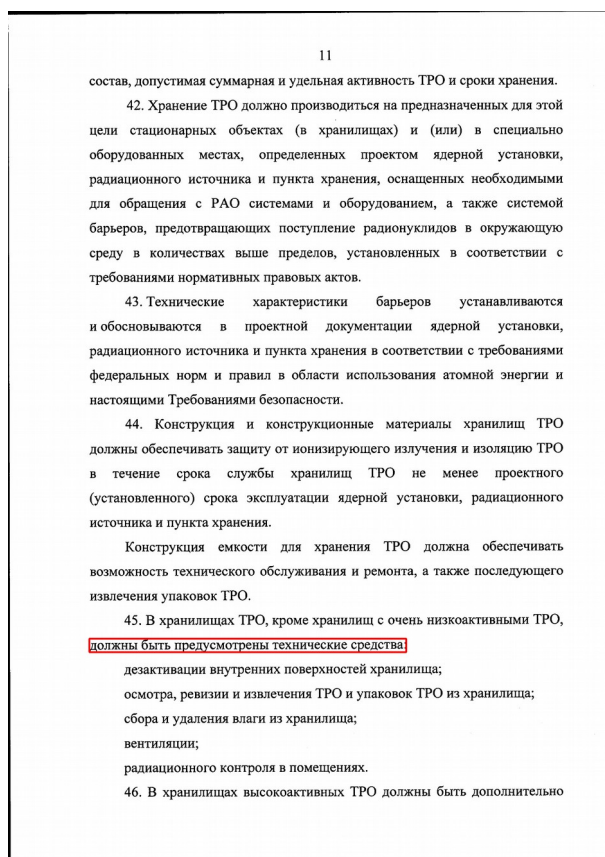 11
состав, допустимая суммарная и удельная активность ТРО и сроки хранения.
42. Хранение ТРО должно производиться на предназначенных для этой
цели стационарных объектах (в хранилищах) и (или) в специально
оборудованных местах, определенных проектом ядерной установки,
радиационного источника и пункта хранения, оснащенных необходимыми
для обращения с РАО системами и оборудованием, а также системой
барьеров, предотвращающих поступление радионуклидов в окружающую
среду в количествах выше пределов, установленных в соответствии с
требованиями нормативных правовых актов.
43. Технические характеристики барьеров устанавливаются
и обосновываются в проектной документации ядерной установки,
радиационного источника и пункта хранения в соответствии с требованиями
федеральных норм и правил в области использования атомной энергии и
настоящими Требованиями безопасности.
44. Конструкция и конструкционные материалы хранилищ ТРО
должны обеспечивать защиту от ионизирующего излучения и изоляцию ТРО
в течение срока службы хранилищ ТРО не менее проектного
(установленного) срока эксплуатации ядерной установки, радиационного
источника и пункта хранения.
Конструкция емкости для хранения ТРО должна обеспечивать
возможность технического обслуживания и ремонта, а также последующего
извлечения упаковок ТРО.
45. В хранилищах ТРО, кроме хранилищ с очень низкоактивными ТРО,
должны быть предусмотрены технические средства:
дезактивации внутренних поверхностей хранилища;
осмотра, ревизии и извлечения ТРО и упаковок ТРО из хранилища;
сбора и удаления влаги из хранилища;
вентиляции;
радиационного контроля в помещениях.
46. В хранилищах высокоактивных ТРО должны быть дополнительно